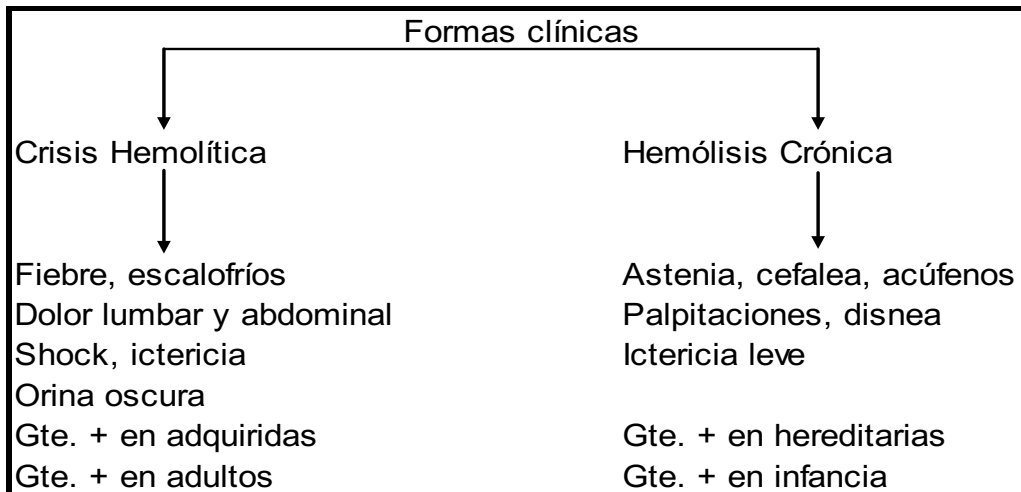 Formas clínicas
Crisis Hemolítica
Fiebre, escalofríos
Dolor lumbar y abdominal
Shock, ictericia
Orina oscura
Gte. + en adquiridas
Gte. + en adultos
Hemólisis Crónica
Astenia, cefalea, acúfenos
Palpitaciones, disnea
Ictericia leve
Gte. + en hereditarias
Gte. + en infancia